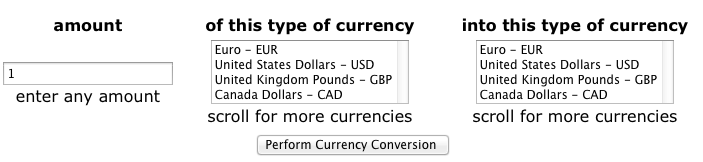 amount
of this type of currency
into this type of currency
1
enter any amount
Euro – EUR
United States Dollars – USD
United Kingdom Pounds – GBP
Canada Dollars – CAD
scroll for more currencies
Euro – EUR
United States Dollars – USD
United Kingdom Pounds – GBP
Canada Dollars – CAD
scroll for more currencies
Perform Currency Conversion